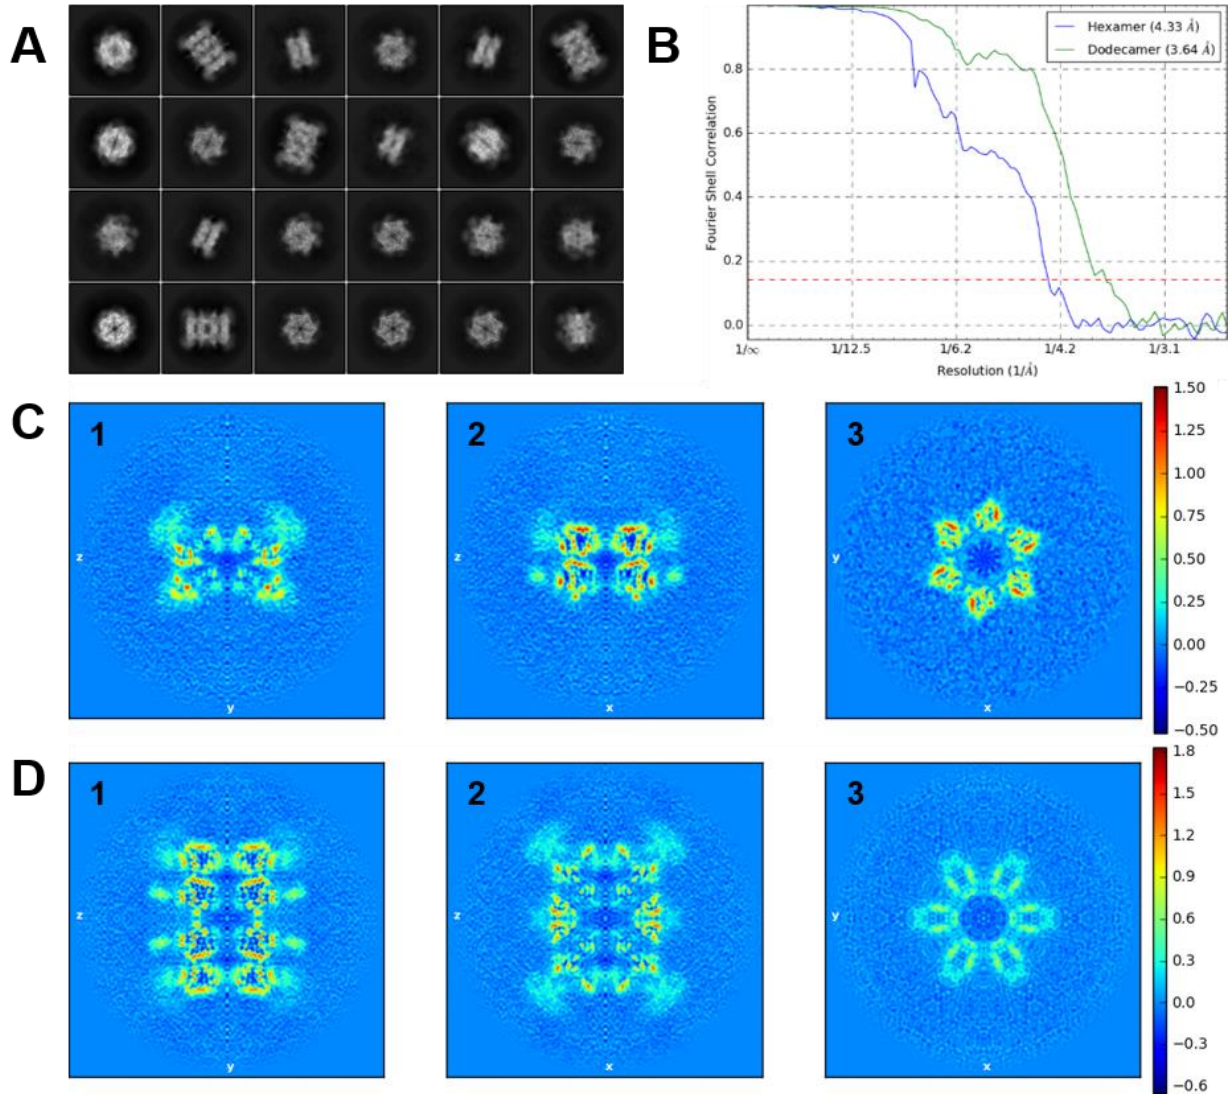 A
B
Hexamer (4.33 Å)
Dodecamer (3.64 Å)
Fourier Shell Correlation
0.8
0.6
0.4
0.2
0.0
1/∞
1/12.5
1/6.2
1/4.2
1/3.1
Resolution (1/Å)
C
1
z
y
2
z
x
3
y
x
1.50
1.25
1.00
0.75
0.50
0.25
0.00
−0.25
−0.50
D
1
z
y
2
z
x
3
y
x
1.8
1.5
1.2
0.9
0.6
0.3
0.0
−0.3
−0.6